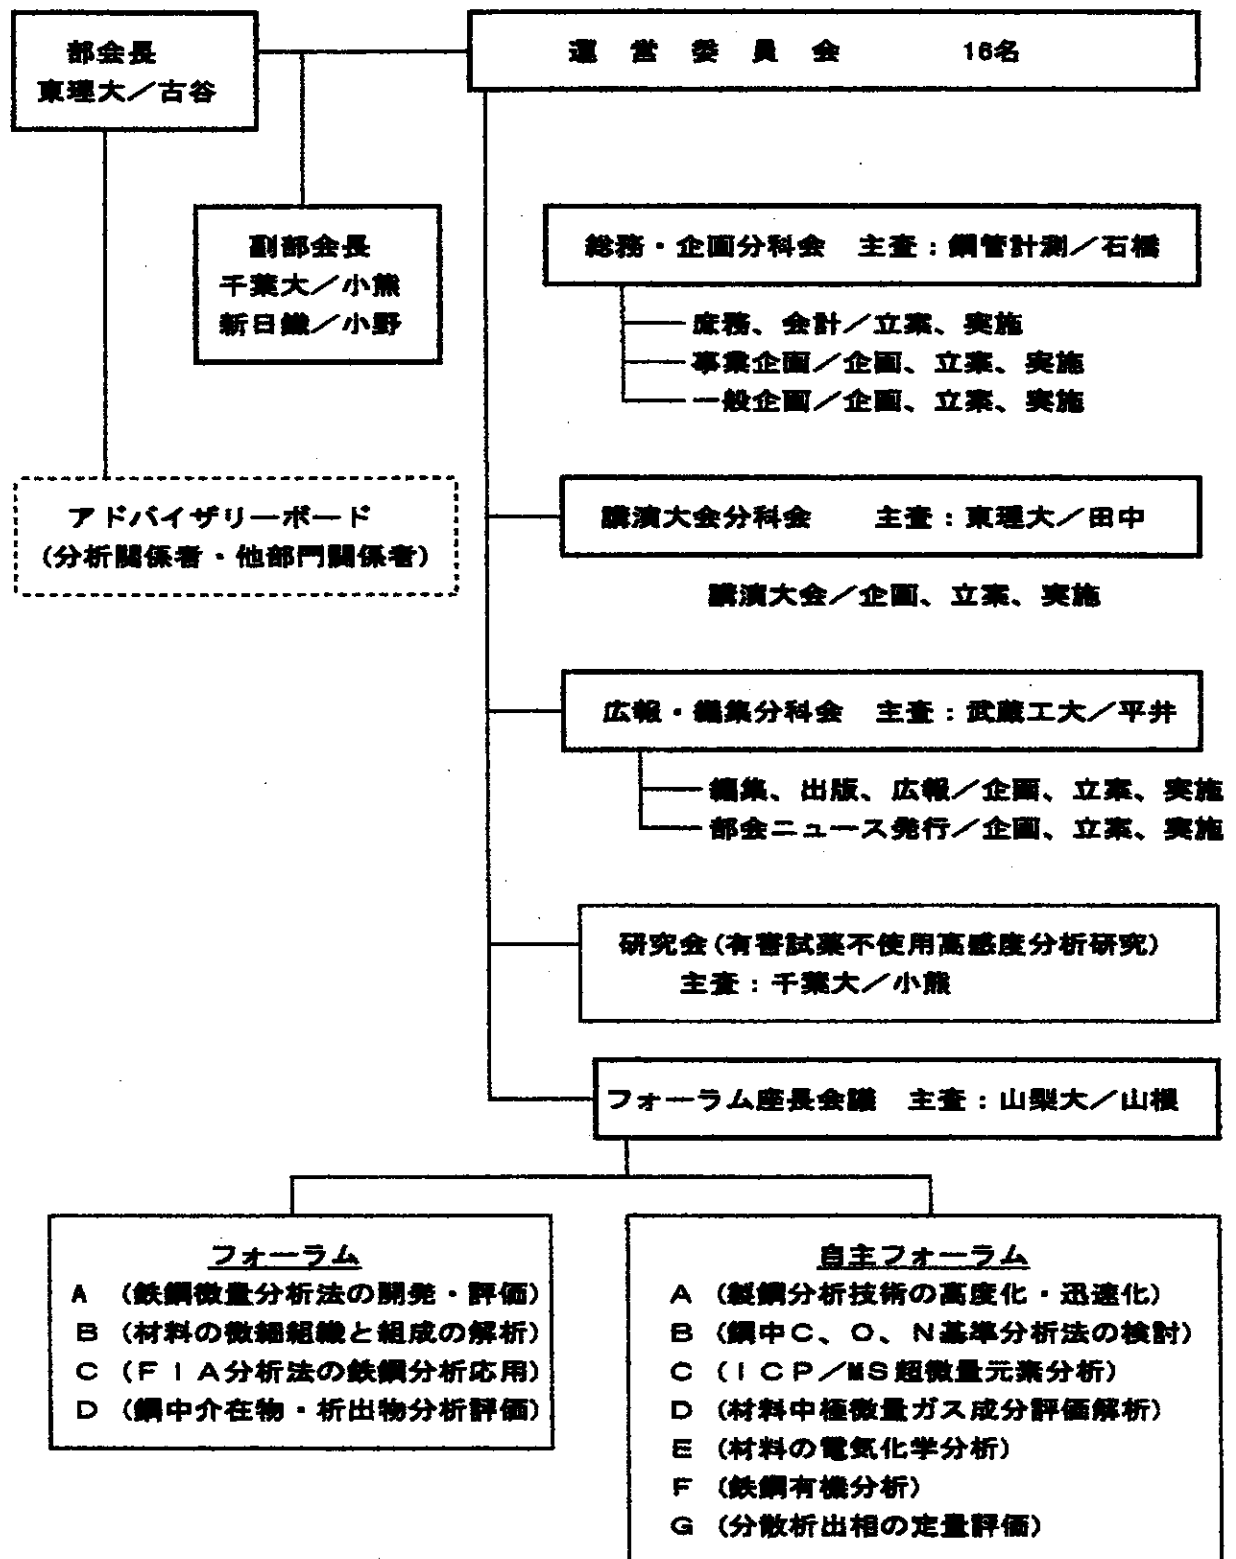 部会長
東理大／古谷
運営委員会 16名
副部会長
千葉大／小熊
新日鐵／小野
総務・企画分科会 主査：鋼管計測／石橋
庶務、会計／立案、実施
事業企画／企画、立案、実施
一般企画／企画、立案、実施
アドバイザリーボード
(分析関係者・他部門関係者)
講演大会分科会 主査：東理大／田中
講演大会／企画、立案、実施
広報・編集分科会 主査：武蔵工大／平井
編集、出版、広報／企画、立案、実施
部会ニュース発行／企画、立案、実施
研究会(有害試薬不使用高感度分析研究)
主査：千葉大／小熊
フォーラム座長会議 主査：山梨大／山根
フォーラム
A (鉄鋼微量分析法の開発・評価)
B (材料の微細組織と組成の解析)
C (FIA分析法の鉄鋼分析応用)
D (鋼中介在物・析出物分析評価)
自主フォーラム
A (製鋼分析技術の高度化・迅速化)
B (鋼中C、O、N基準分析法の検討)
C (ICP／MS超微量元素分析)
D (材料中極微量ガス成分評価解析)
E (材料の電気化学分析)
F (鉄鋼有機分析)
G (分散析出相の定量評価)